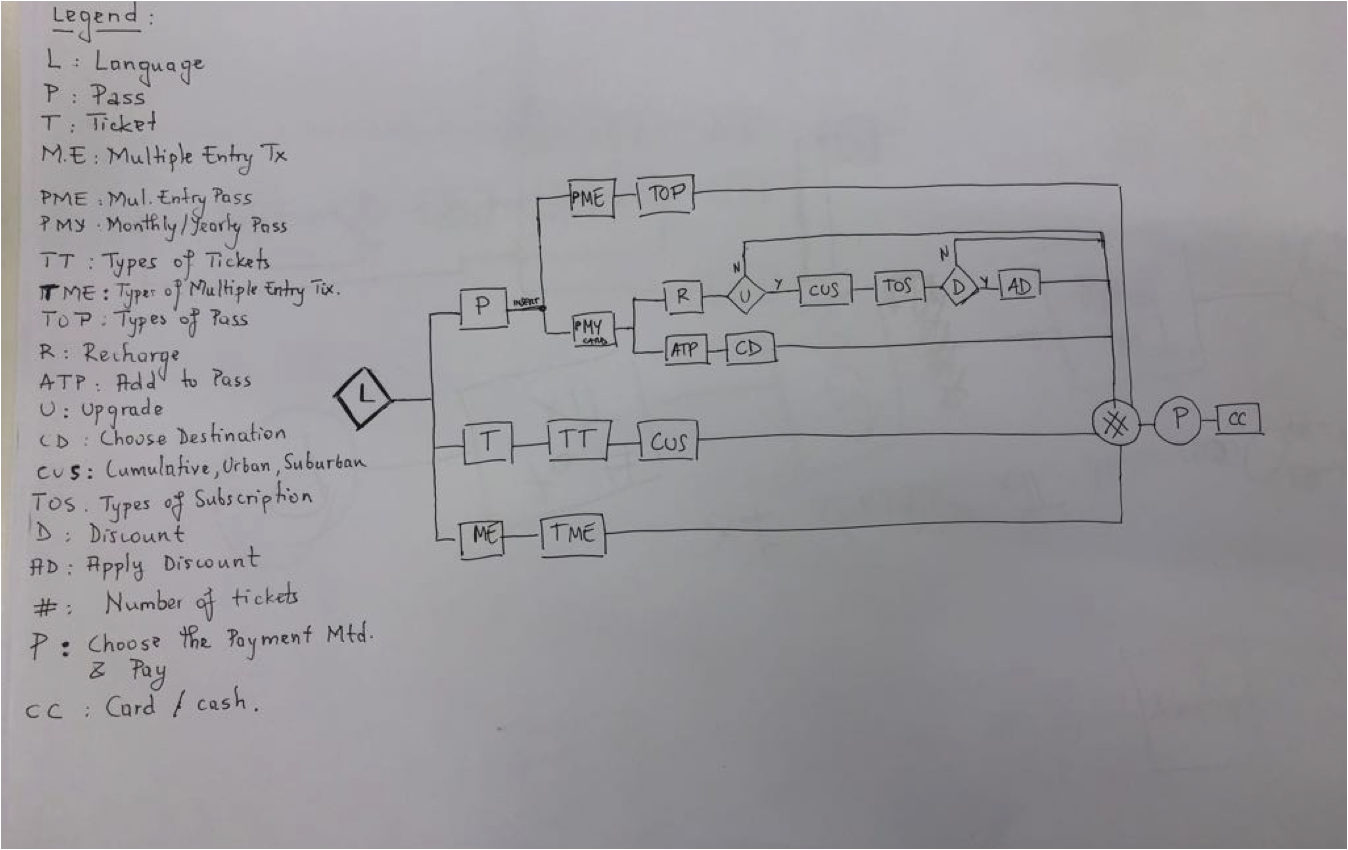 Legend :
L : Language
P : Pass
T : Ticket
M.E : Multiple Entry Tx
PME : Mul. Entry Pass
PMY . Monthly/Yearly Pass
TT : Types of Tickets
TME : Types of Multiple Entry Tix.
TOP : Types of Pass
R : Recharge
ATP : Add to Pass
U : Upgrade
CD : Choose Destination
CUS : Cumulative, Urban, Suburban
TOS . Types of Subscription
D : Discount
AD : Apply Discount
# : Number of tickets
P : Choose the Payment Mtd.
& Pay
CC : Card / cash.
PME TOP
N N
R U Y CUS TOS D Y AD
P INSERT
PMY
CARD
ATP CD
L
T TT CUS
# P CC
ME TME